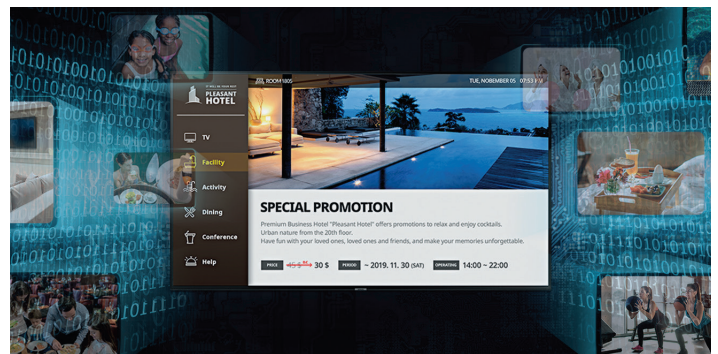 ROOM1805
TUE, NOBEMBER 05 07:53 PM
PLEASANT
HOTEL
TV
Facility
Activity
Dining
Conference
Help
SPECIAL PROMOTION
Premium Business Hotel "Pleasant Hotel" offers promotions to relax and enjoy cocktails.
Urban nature from the 20th floor.
Have fun with your loved ones, loved ones and friends, and make your memories unforgettable.
PRICE 45 $ 30 $ PERIOD ~ 2019. 11. 30 (SAT) OPERATING 14:00 ~ 22:00